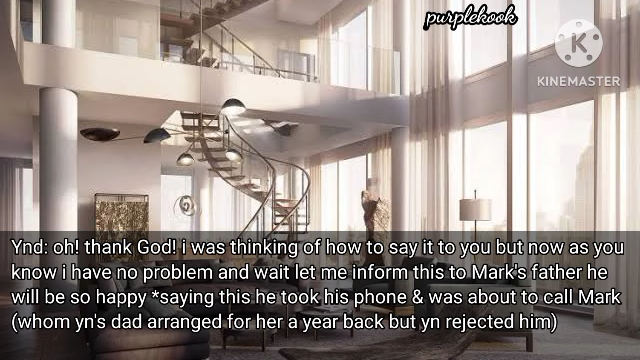 purplekook
KINEMASTER
Ynd: oh! thank God! i was thinking of how to say it to you but now as you
know i have no problem and wait let me inform this to Mark's father he
will be so happy *saying this he took his phone & was about to call Mark
(whom yn's dad arranged for her a year back but yn rejected him)